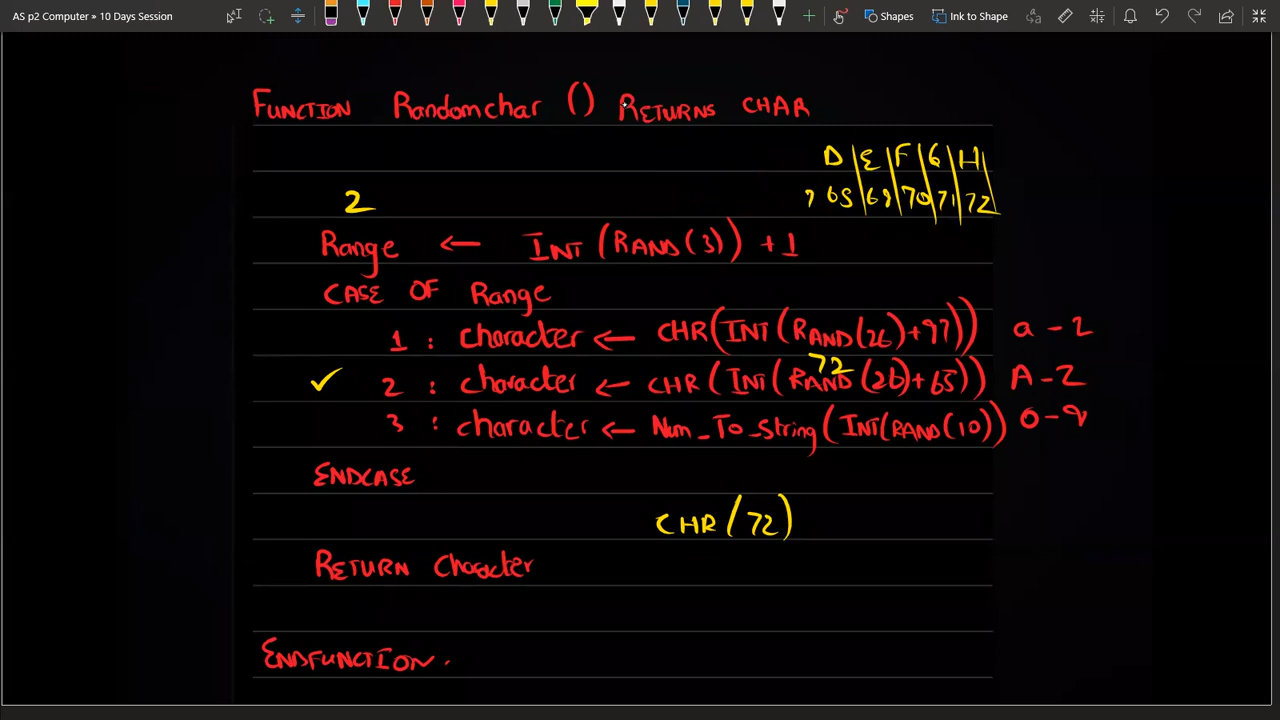 AS p2 Computer » 10 Days Session
Shapes
Ink to Shape
FUNCTION Randomchar () RETURNS CHAR
D | E | F | G | H |
68 | 69 | 70 | 71 | 72
2
Range ← INT (RAND(3)) + 1
CASE OF Range
1 : character ← CHR(INT(RAND(26)+97)) a - z
72
✓ 2 : character ← CHR(INT(RAND(26)+65)) A - Z
3 : character ← Num_To_string(INT(RAND(10)) 0 - 9
ENDCASE
CHR(72)
RETURN Character
ENDFUNCTION.